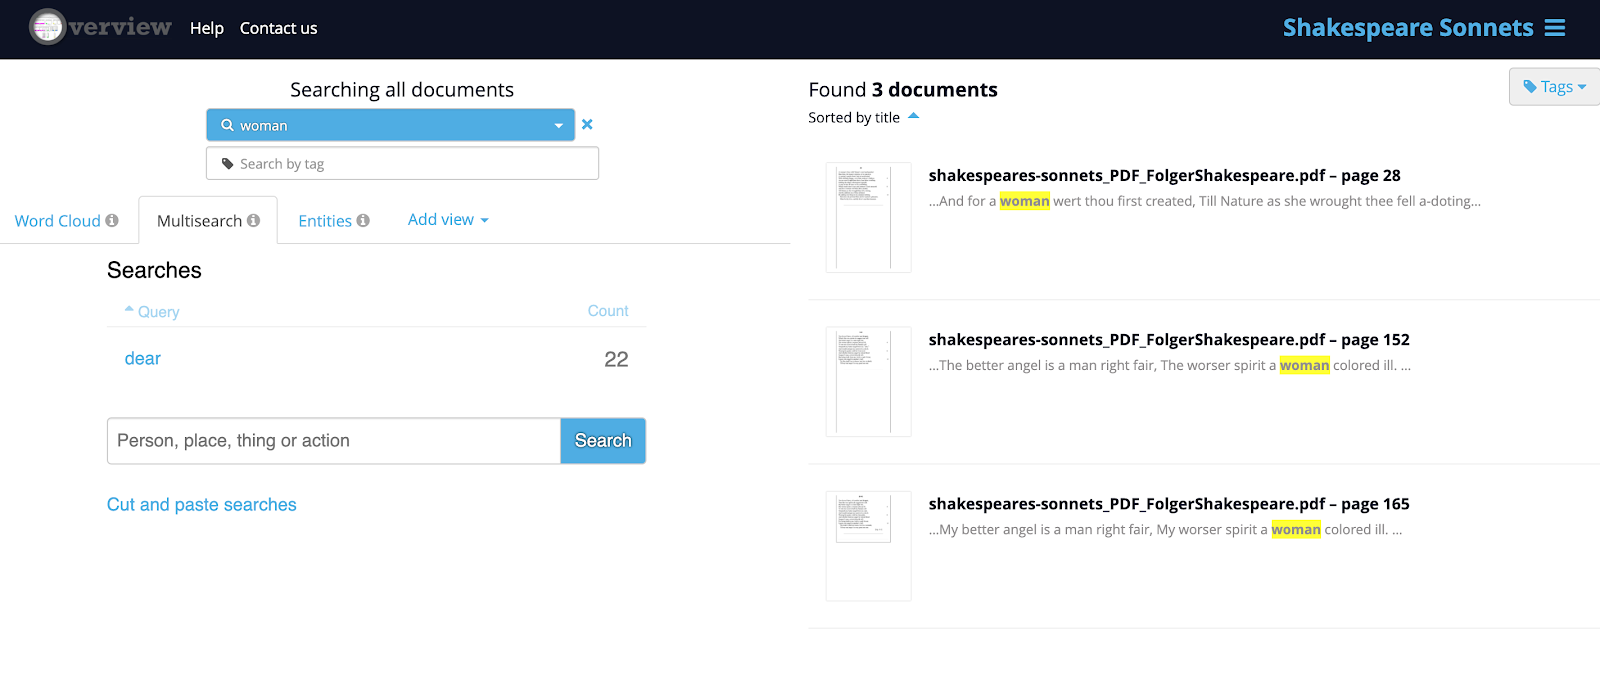 verview Help Contact us
Shakespeare Sonnets
Searching all documents
woman
Search by tag
Word Cloud Multisearch Entities Add view
Searches
Query Count
dear 22
Person, place, thing or action Search
Cut and paste searches
Found 3 documents
Tags
Sorted by title
shakespeares-sonnets_PDF_FolgerShakespeare.pdf – page 28
...And for a woman wert thou first created, Till Nature as she wrought thee fell a-doting...
shakespeares-sonnets_PDF_FolgerShakespeare.pdf – page 152
...The better angel is a man right fair, The worser spirit a woman colored ill. ...
shakespeares-sonnets_PDF_FolgerShakespeare.pdf – page 165
...My better angel is a man right fair, My worser spirit a woman colored ill. ...